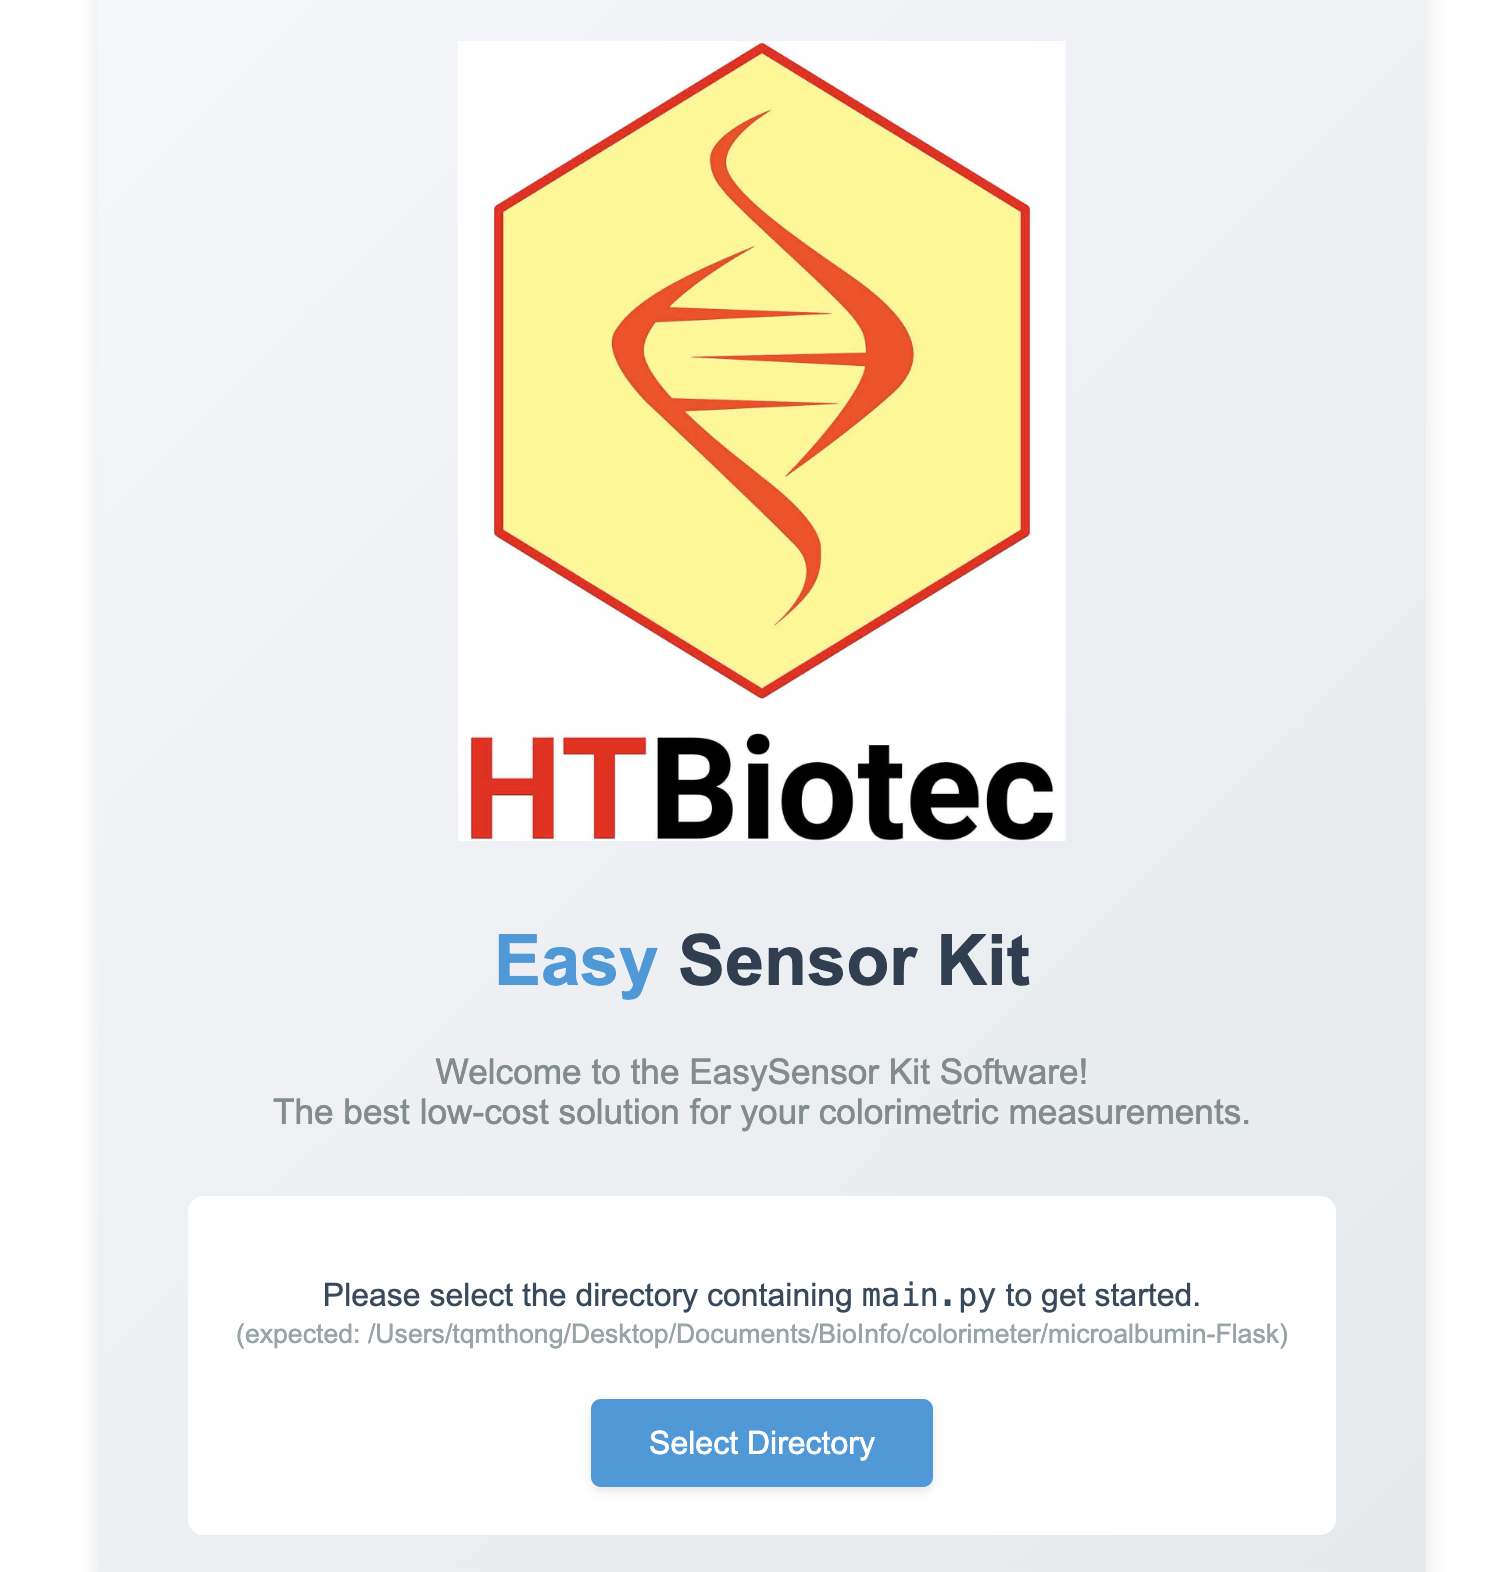 HTBiotec
Easy Sensor Kit
Welcome to the EasySensor Kit Software!
The best low-cost solution for your colorimetric measurements.
Please select the directory containing main.py to get started.
(expected: /Users/tqmthong/Desktop/Documents/BioInfo/colorimeter/microalbumin-Flask)
Select Directory